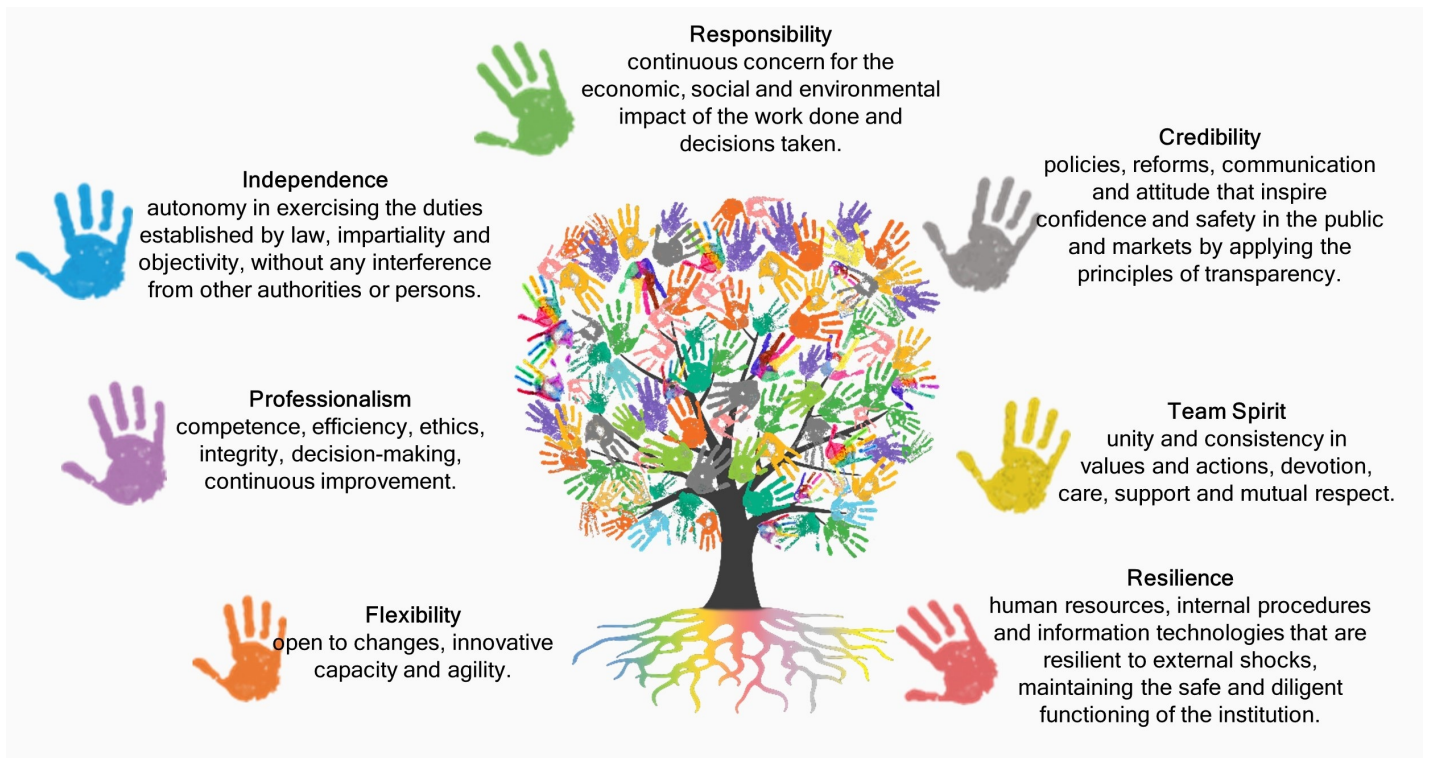 Responsibility
continuous concern for the
economic, social and environmental
impact of the work done and
decisions taken.
Credibility
policies, reforms, communication
and attitude that inspire
confidence and safety in the public
and markets by applying the
principles of transparency.
Independence
autonomy in exercising the duties
established by law, impartiality and
objectivity, without any interference
from other authorities or persons.
Professionalism
competence, efficiency, ethics,
integrity, decision-making,
continuous improvement.
Team Spirit
unity and consistency in
values and actions, devotion,
care, support and mutual respect.
Flexibility
open to changes, innovative
capacity and agility.
Resilience
human resources, internal procedures
and information technologies that are
resilient to external shocks,
maintaining the safe and diligent
functioning of the institution.